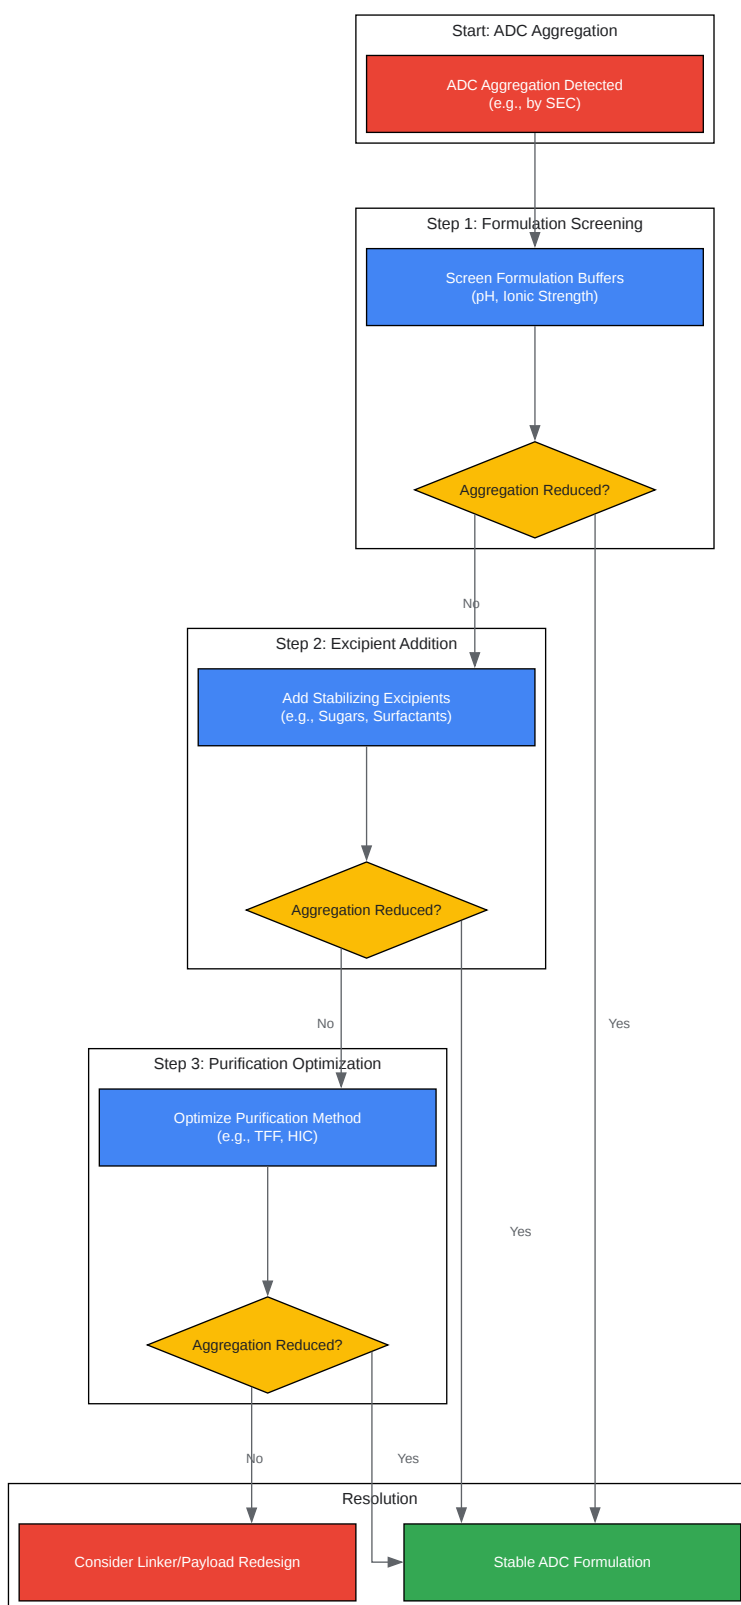 Start: ADC Aggregation
ADC Aggregation Detected
(e.g., by SEC)
Step 1: Formulation Screening
Screen Formulation Buffers
(pH, Ionic Strength)
Aggregation Reduced?
No
Step 2: Excipient Addition
Add Stabilizing Excipients
(e.g., Sugars, Surfactants)
Aggregation Reduced?
No
Yes
Step 3: Purification Optimization
Optimize Purification Method
(e.g., TFF, HIC)
Yes
Aggregation Reduced?
No
Yes
Resolution
Consider Linker/Payload Redesign
Stable ADC Formulation